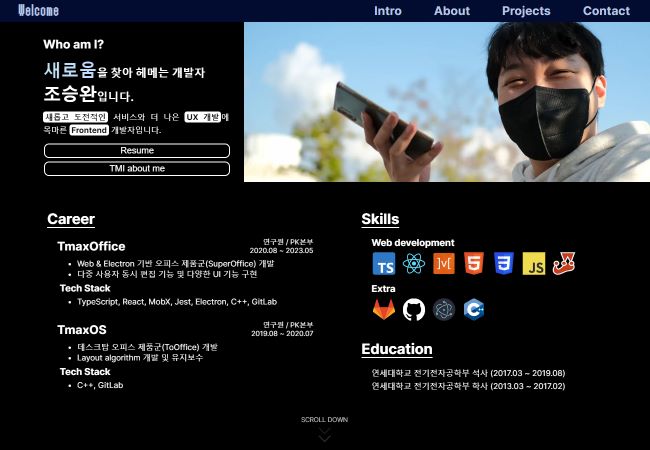 Welcome
Intro About Projects Contact
Who am I?
새로움을 찾아 헤메는 개발자
조승완입니다.
새롭고 도전적인 서비스와 더 나은 UX 개발에
목마른 Frontend 개발자입니다.
Resume
TMI about me
Career
TmaxOffice
연구원 / PK본부
2020.08 ~ 2023.05
Web & Electron 기반 오피스 제품군(SuperOffice) 개발
다중 사용자 동시 편집 기능 및 다양한 UI 기능 구현
Tech Stack
TypeScript, React, MobX, Jest, Electron, C++, GitLab
TmaxOS
연구원 / PK본부
2019.08 ~ 2020.07
데스크탑 오피스 제품군(ToOffice) 개발
Layout algorithm 개발 및 유지보수
Tech Stack
C++, GitLab
Skills
Web development
TS ]v[ 5 3 JS
Extra
C++
Education
연세대학교 전기전자공학부 석사 (2017.03 ~ 2019.08)
연세대학교 전기전자공학부 학사 (2013.03 ~ 2017.02)
SCROLL DOWN